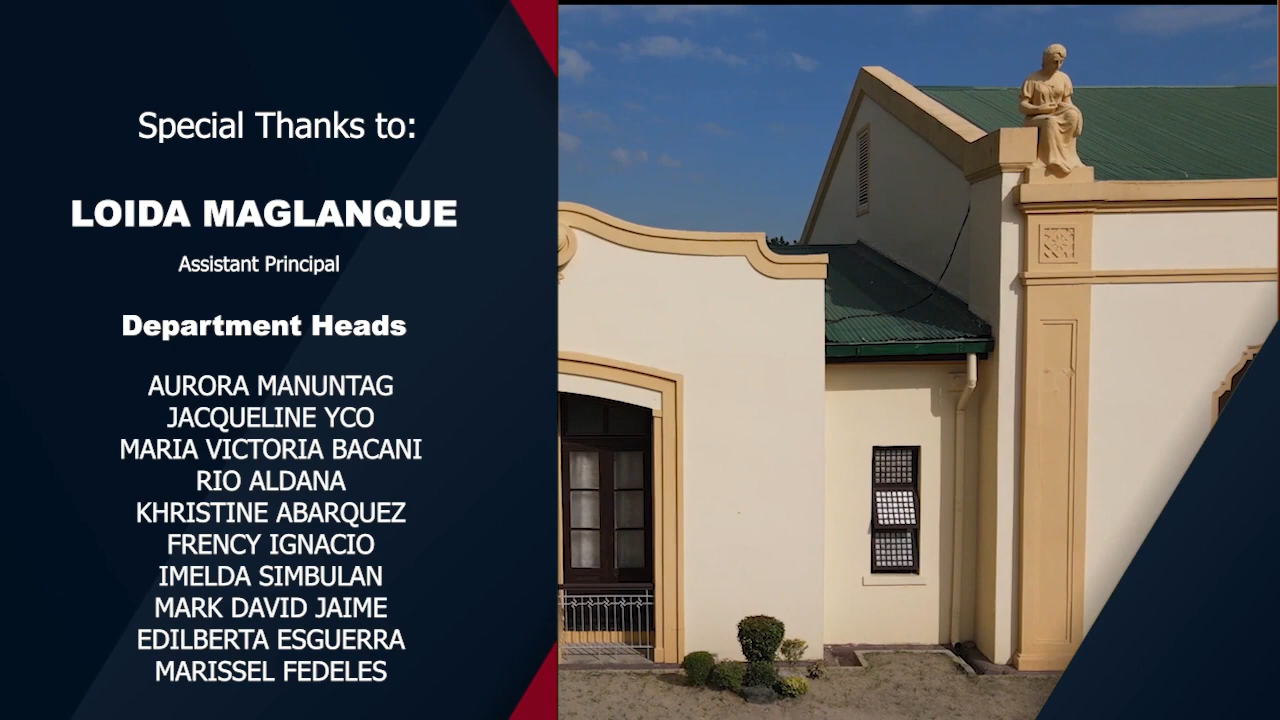 Special Thanks to:
LOIDA MAGLANQUE
Assistant Principal
Department Heads
AURORA MANUNTAG
JACQUELINE YCO
MARIA VICTORIA BACANI
RIO ALDANA
KHRISTINE ABARQUEZ
FRENCY IGNACIO
IMELDA SIMBULAN
MARK DAVID JAIME
EDILBERTA ESGUERRA
MARISSEL FEDELES